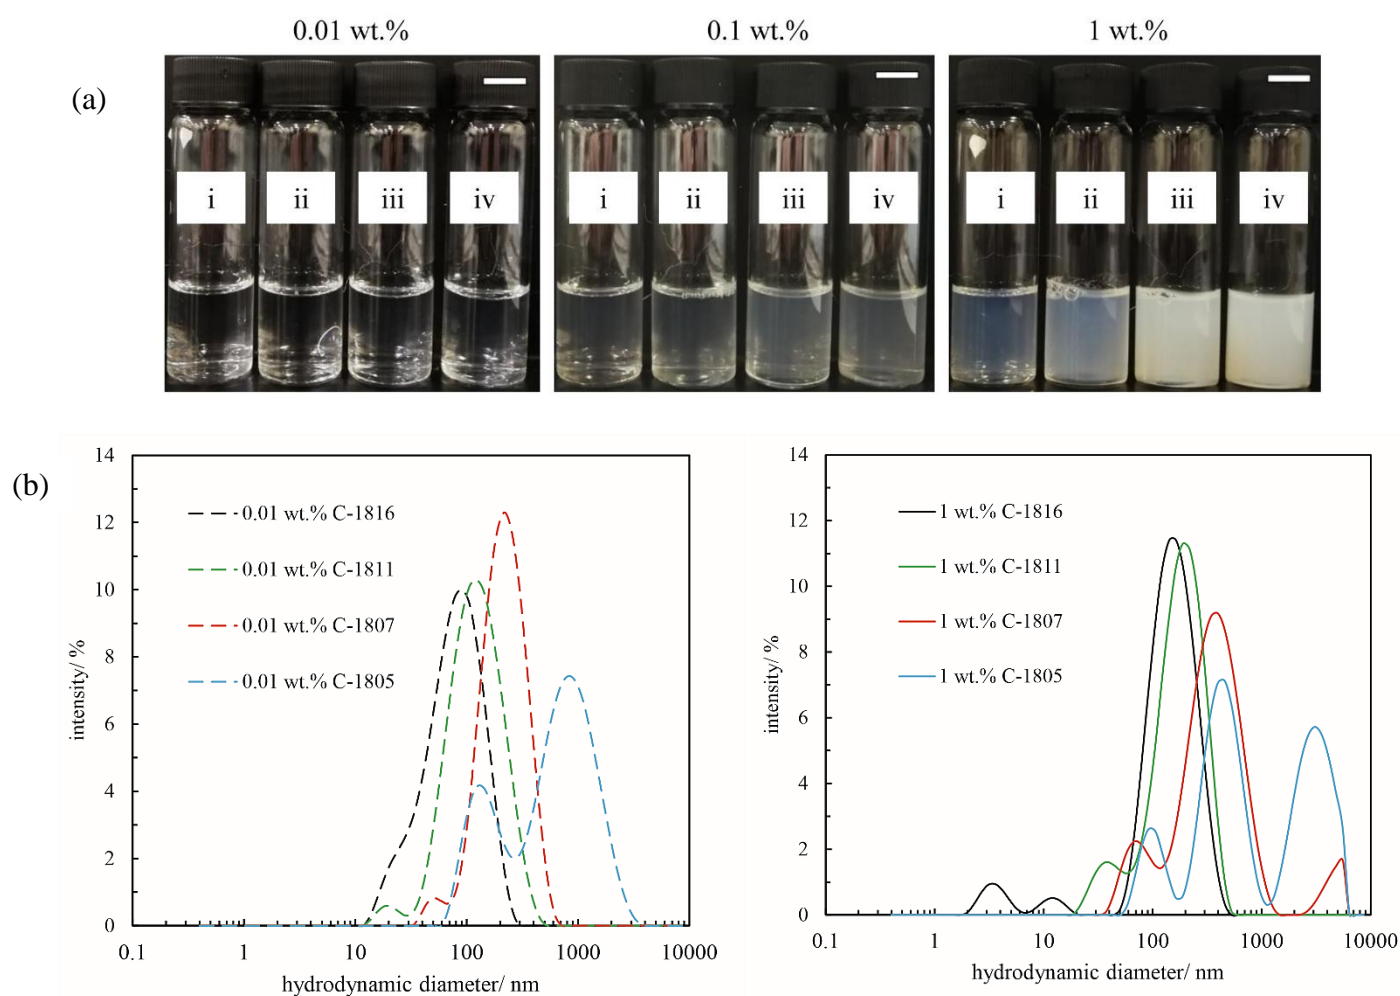 0.01 wt.% 0.1 wt.% 1 wt.%
(a)
i ii iii iv i ii iii iv i ii iii iv
(b)
14
12
10
8
6
4
2
0
intensity/ %
0.01 wt.% C-1816
0.01 wt.% C-1811
0.01 wt.% C-1807
0.01 wt.% C-1805
0.1 1 10 100 1000 10000
hydrodynamic diameter/ nm
14
12
10
8
6
4
2
0
intensity/ %
1 wt.% C-1816
1 wt.% C-1811
1 wt.% C-1807
1 wt.% C-1805
0.1 1 10 100 1000 10000
hydrodynamic diameter/ nm